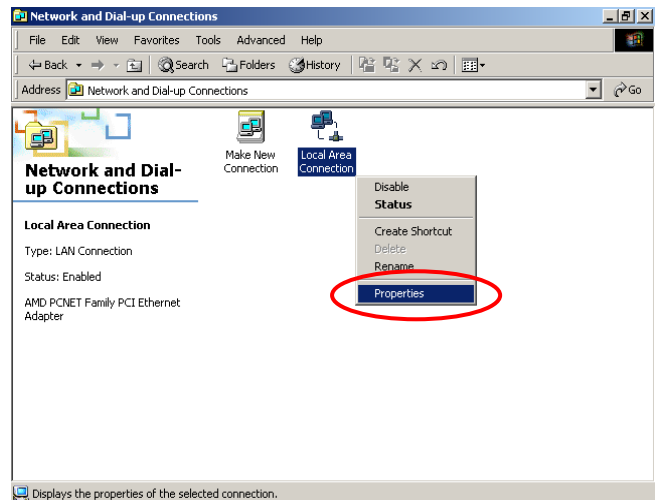 Network and Dial-up Connections
File Edit View Favorites Tools Advanced Help
Back Search Folders History
Address Network and Dial-up Connections Go
Network and Dial-
up Connections
Local Area Connection
Type: LAN Connection
Status: Enabled
AMD PCNET Family PCI Ethernet
Adapter
Make New
Connection
Local Area
Connection
Disable
Status
Create Shortcut
Delete
Rename
Properties
Displays the properties of the selected connection.